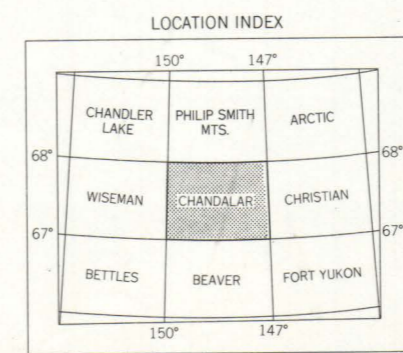 LOCATION INDEX
150° 147°
CHANDLER LAKE PHILIP SMITH MTS. ARCTIC
68° 68°
WISEMAN CHANDALAR CHRISTIAN
67° 67°
BETTLES BEAVER FORT YUKON
150° 147°